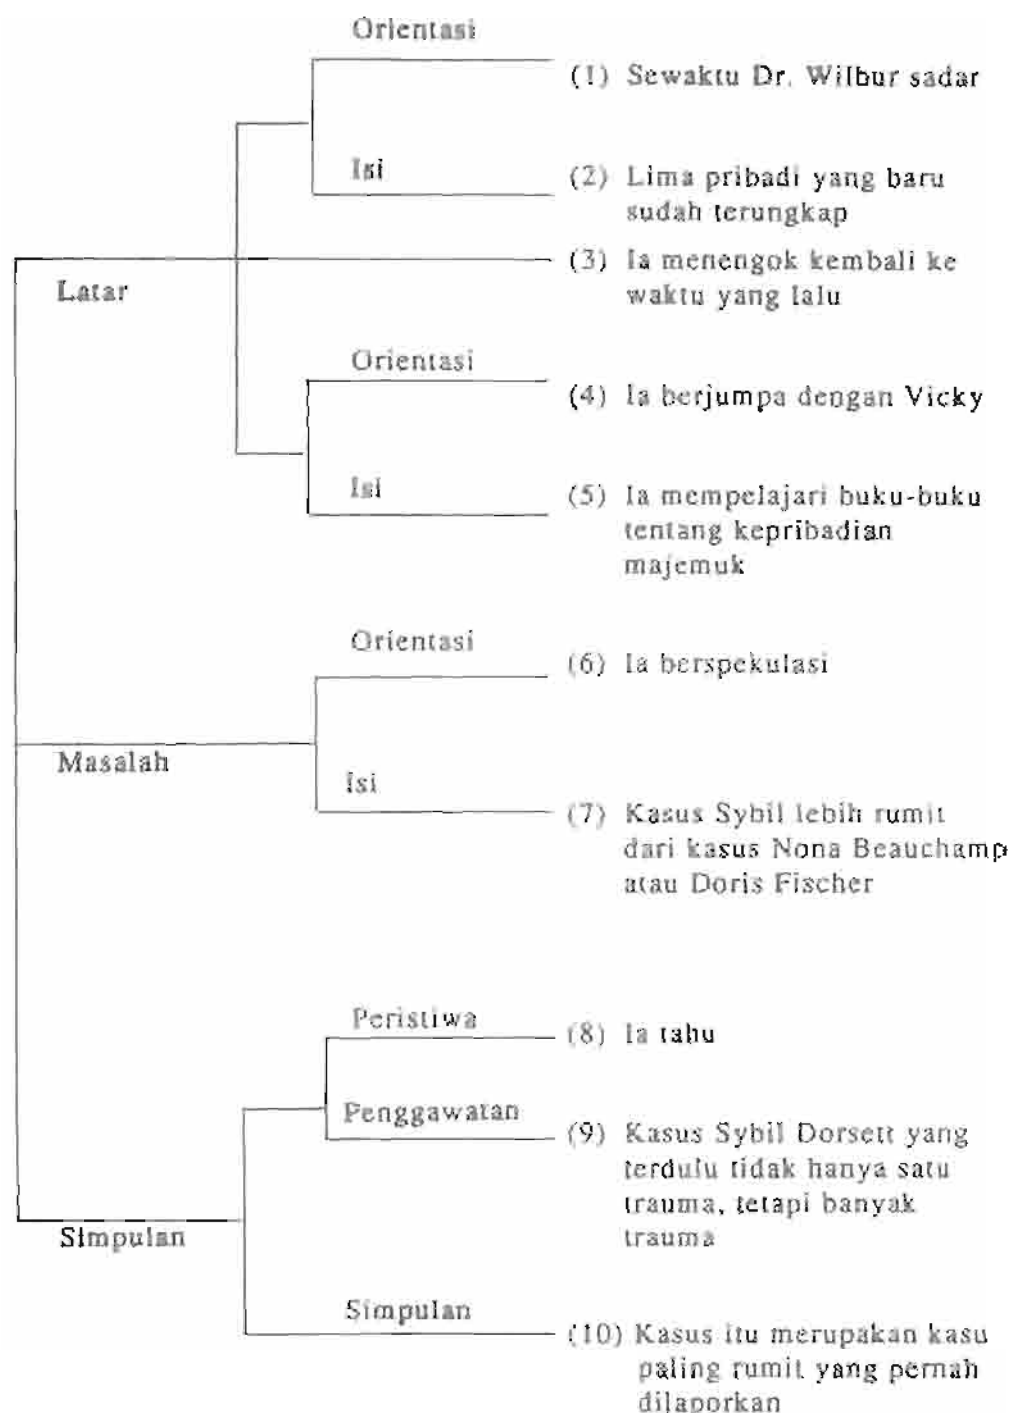 Orientasi
(1) Sewaktu Dr. Wilbur sadar
Isi
(2) Lima pribadi yang baru
sudah terungkap
Latar
(3) Ia menengok kembali ke
waktu yang lalu
Orientasi
(4) Ia berjumpa dengan Vicky
Isi
(5) Ia mempelajari buku-buku
tentang kepribadian
majemuk
Orientasi
(6) Ia berspekulasi
Masalah
Isi
(7) Kasus Sybil lebih rumit
dari kasus Nona Beauchamp
atau Doris Fischer
Peristiwa
(8) Ia tahu
Penggawatan
(9) Kasus Sybil Dorsett yang
terdulu tidak hanya satu
trauma, tetapi banyak
trauma
Simpulan
Simpulan
(10) Kasus itu merupakan kasu
paling rumit yang pernah
dilaporkan